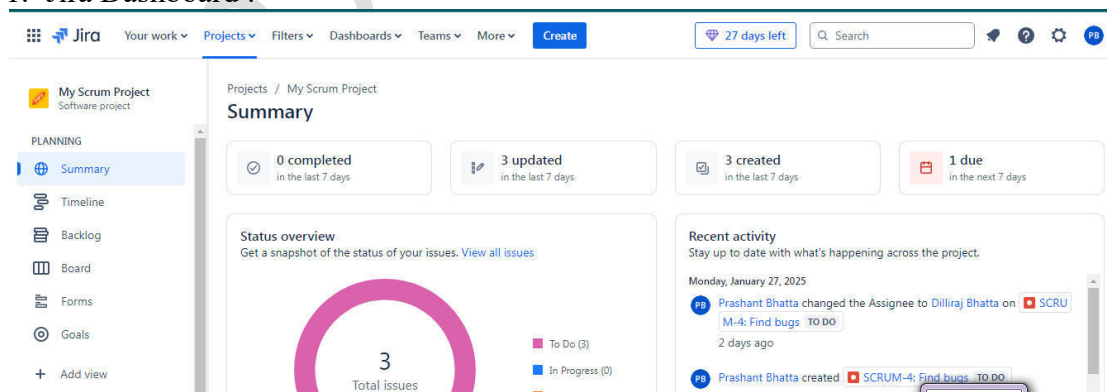 1. Jira Dashboard :
Jira Your work Projects Filters Dashboards Teams More Create 27 days left Search PB
My Scrum Project
Software project
PLANNING
Summary
Timeline
Backlog
Board
Forms
Goals
+ Add view
Projects / My Scrum Project
Summary
0 completed
in the last 7 days
3 updated
in the last 7 days
3 created
in the last 7 days
1 due
in the next 7 days
Status overview
Get a snapshot of the status of your issues. View all issues
3
Total issues
To Do (3)
In Progress (0)
Recent activity
Stay up to date with what's happening across the project.
Monday, January 27, 2025
PB Prashant Bhatta changed the Assignee to Dilliraj Bhatta on SCRU
M-4: Find bugs TO DO
2 days ago
PB Prashant Bhatta created SCRUM-4: Find bugs TO DO